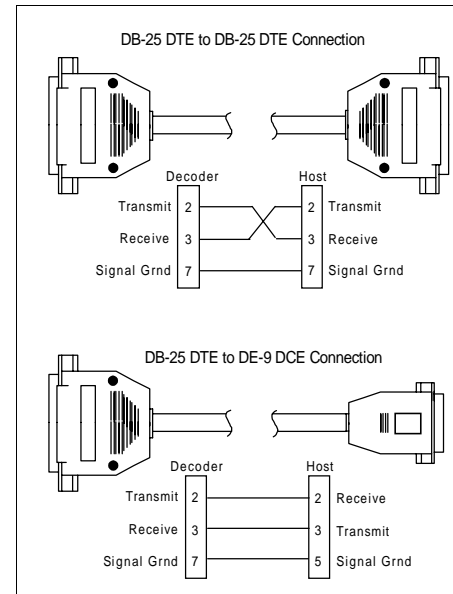 DB-25 DTE to DB-25 DTE Connection
Decoder Host
Transmit 2 2 Transmit
Receive 3 3 Receive
Signal Grnd 7 7 Signal Grnd
DB-25 DTE to DE-9 DCE Connection
Decoder Host
Transmit 2 2 Receive
Receive 3 3 Transmit
Signal Grnd 7 5 Signal Grnd